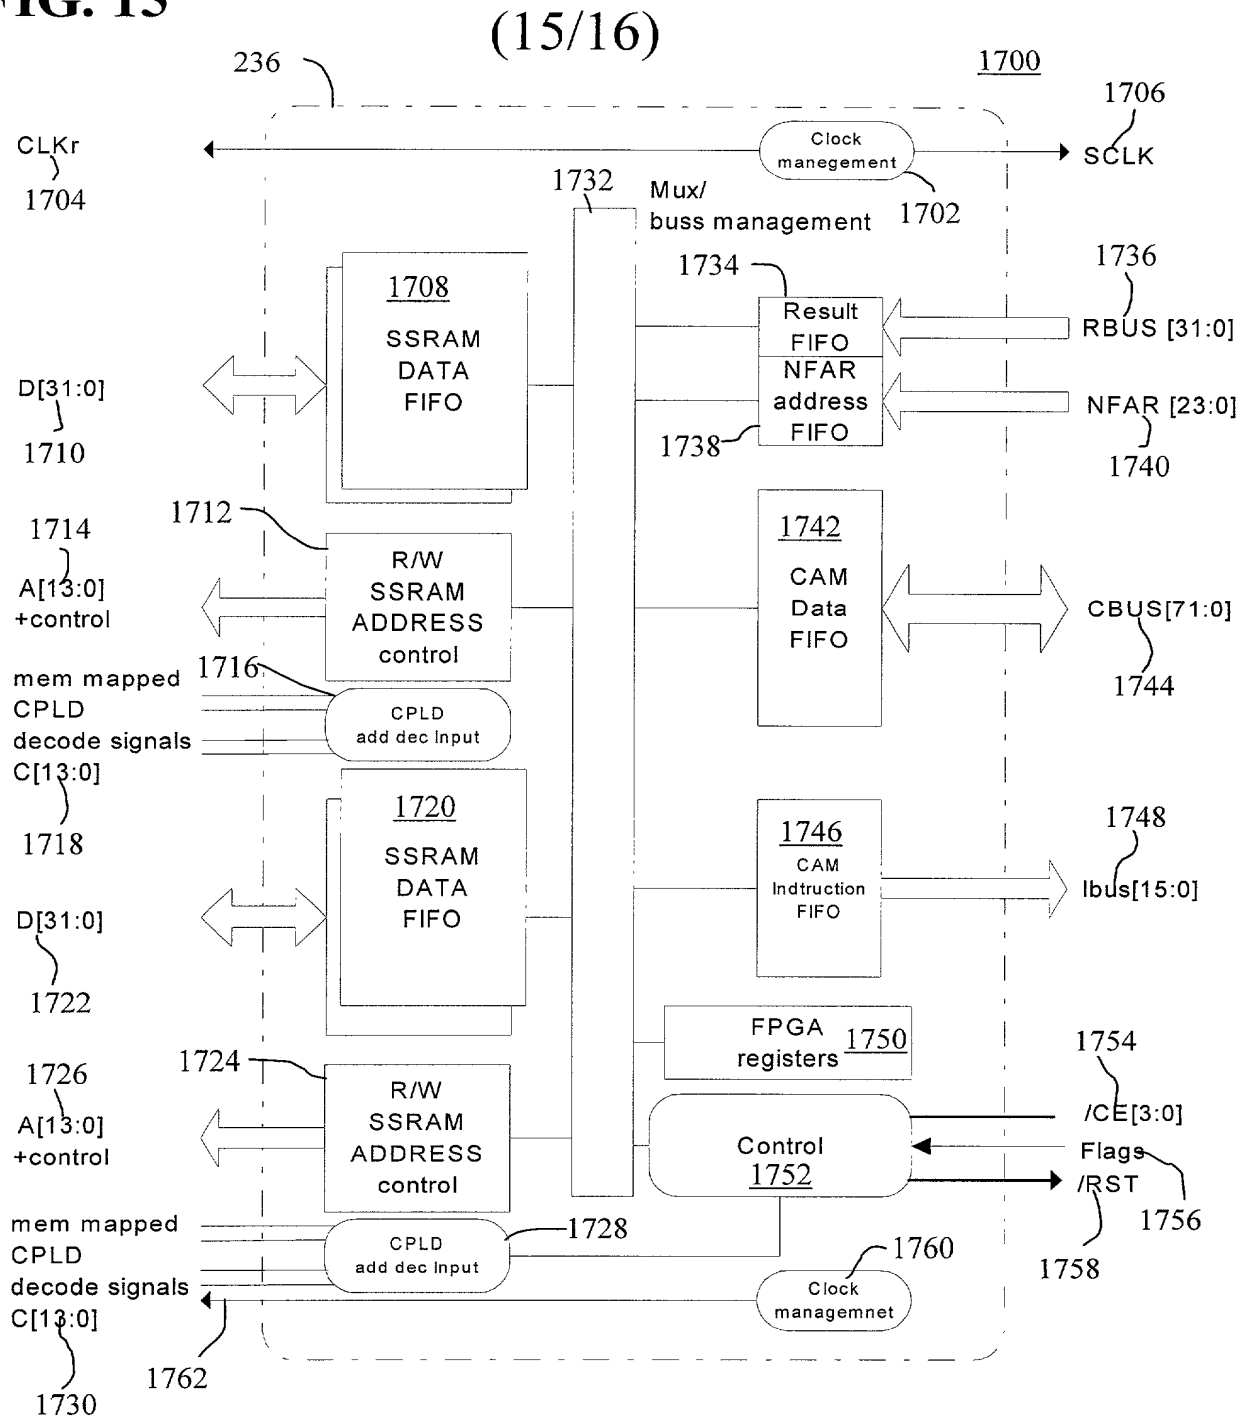 FIG. 15
(15/16)
236
1700
1706
CLKr
Clock
manegement
SCLK
1704
1732
1702
Mux/
buss management
1734
1736
1708
SSRAM
DATA
FIFO
Result
FIFO
RBUS [31:0]
D[31:0]
NFAR
address
FIFO
NFAR [23:0]
1710
1738
1740
1712
1714
1742
R/W
SSRAM
ADDRESS
control
CAM
Data
FIFO
A[13:0]
+control
CBUS[71:0]
1716
1744
mem mapped
CPLD
decode signals
C[13:0]
CPLD
add dec Input
1718
1720
SSRAM
DATA
FIFO
1746
CAM
Indtruction
FIFO
1748
Ibus[15:0]
D[31:0]
1722
FPGA
registers
1750
1724
1726
1754
R/W
SSRAM
ADDRESS
control
A[13:0]
+control
Control
1752
/CE[3:0]
Flags
/RST
1756
1758
mem mapped
CPLD
decode signals
C[13:0]
CPLD
add dec Input
1728
1760
Clock
managemnet
1762
1730